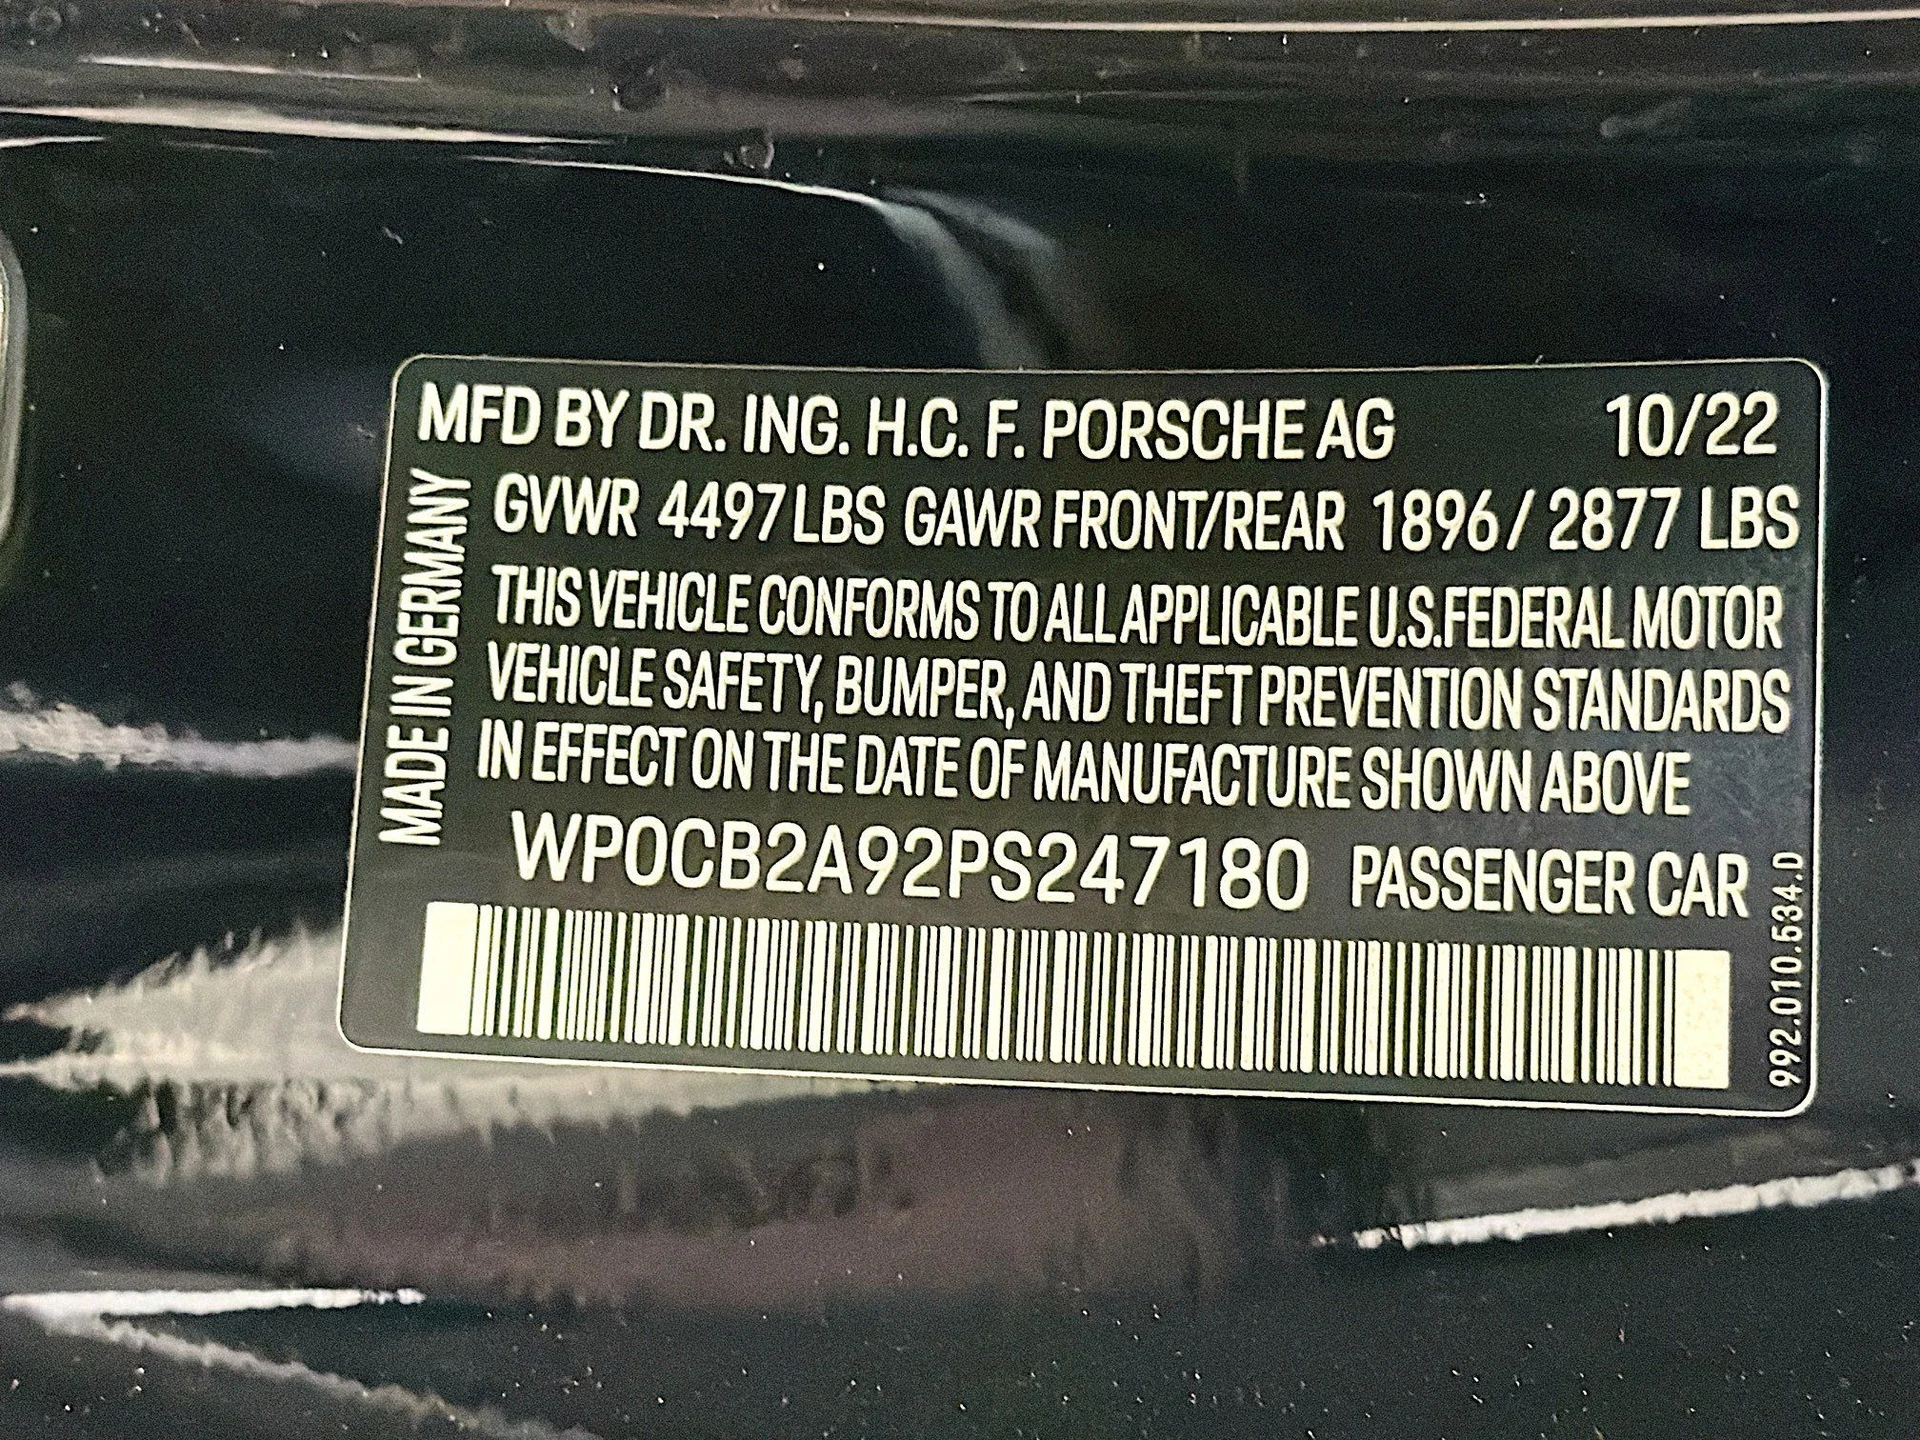 MFD BY DR. ING. H.C. F. PORSCHE AG 10/22
GVWR 4497 LBS GAWR FRONT/REAR 1896 / 2877 LBS
THIS VEHICLE CONFORMS TO ALL APPLICABLE U.S.FEDERAL MOTOR
VEHICLE SAFETY, BUMPER, AND THEFT PREVENTION STANDARDS
IN EFFECT ON THE DATE OF MANUFACTURE SHOWN ABOVE
WP0CB2A92PS247180 PASSENGER CAR
MADE IN GERMANY
992.010.534.D